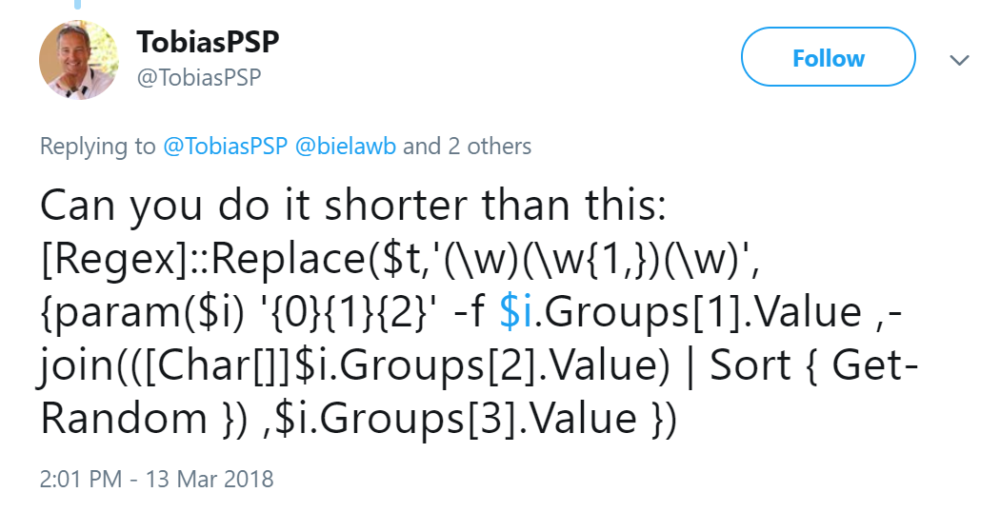 TobiasPSP
@TobiasPSP
Follow
Replying to @TobiasPSP @bielawb and 2 others
Can you do it shorter than this:
[Regex]::Replace($t,'(\w)(\w{1,})(\w)',
{param($i) '{0}{1}{2}' -f $i.Groups[1].Value ,-
join(([Char[]]$i.Groups[2].Value) | Sort { Get-
Random }) ,$i.Groups[3].Value })
2:01 PM - 13 Mar 2018